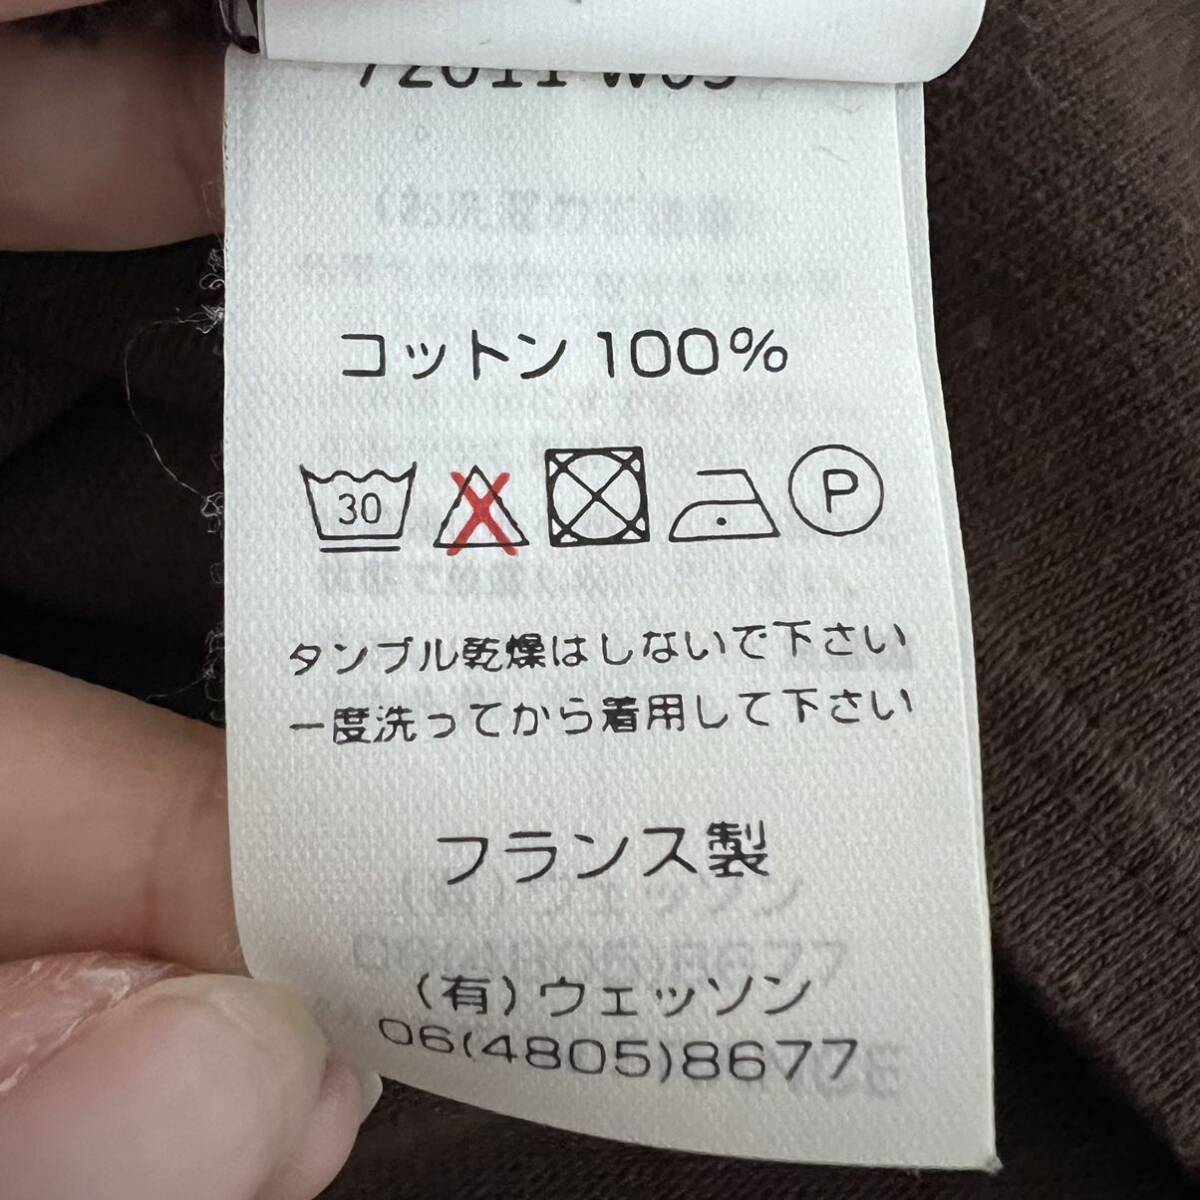 コットン 100%
30 P
タンブル乾燥はしないで下さい
一度洗ってから着用して下さい
フランス製
(有)ウェッソン
06(4805)8677